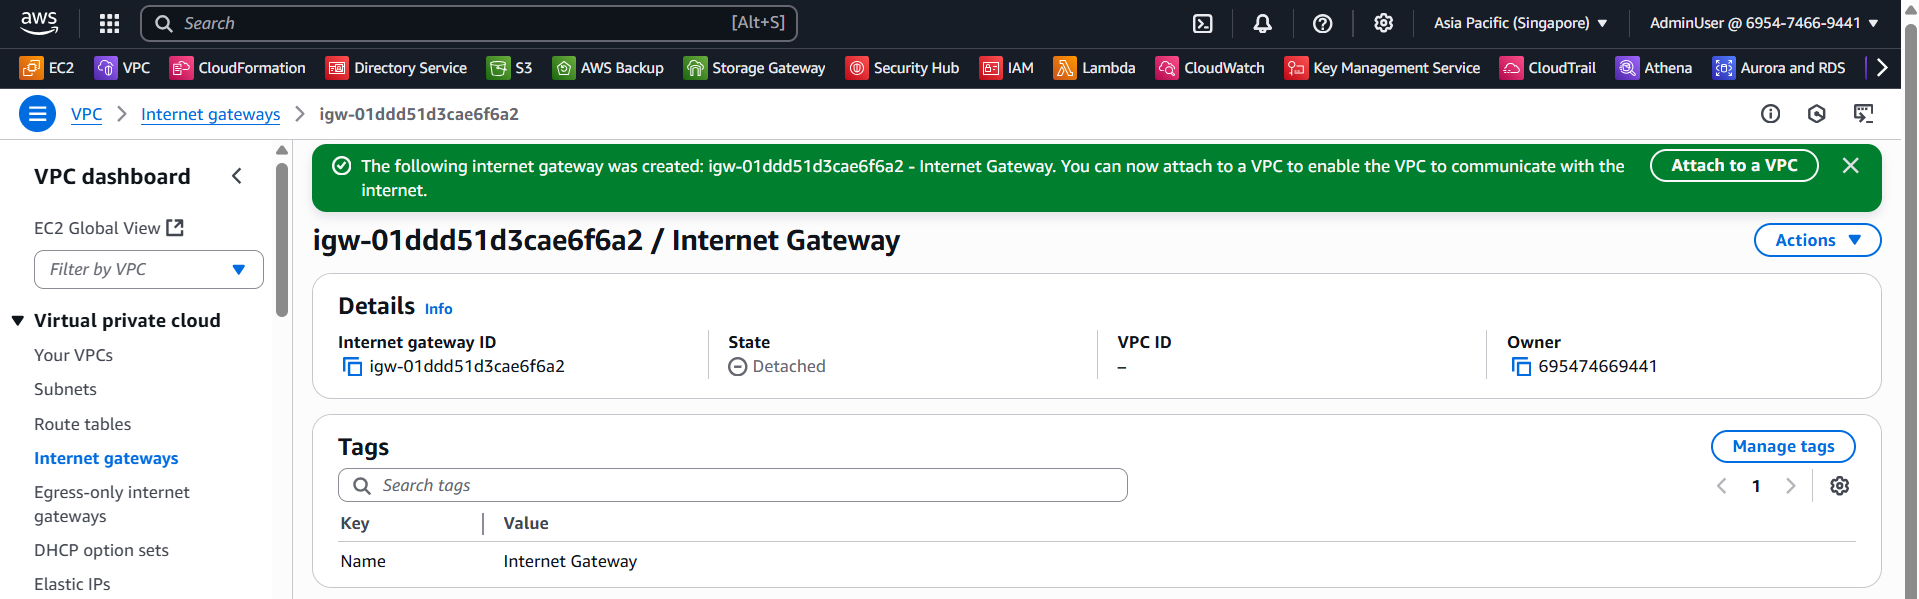 aws
Search [Alt+S]
Asia Pacific (Singapore)
AdminUser @ 6954-7466-9441
EC2 VPC CloudFormation Directory Service S3 AWS Backup Storage Gateway Security Hub IAM Lambda CloudWatch Key Management Service CloudTrail Athena Aurora and RDS
VPC Internet gateways igw-01ddd51d3cae6f6a2
VPC dashboard
EC2 Global View
Filter by VPC
Virtual private cloud
Your VPCs
Subnets
Route tables
Internet gateways
Egress-only internet
gateways
DHCP option sets
Elastic IPs
The following internet gateway was created: igw-01ddd51d3cae6f6a2 - Internet Gateway. You can now attach to a VPC to enable the VPC to communicate with the
internet.
Attach to a VPC
igw-01ddd51d3cae6f6a2 / Internet Gateway
Actions
Details Info
Internet gateway ID
igw-01ddd51d3cae6f6a2
State
Detached
VPC ID
–
Owner
695474669441
Tags
Manage tags
Search tags
1
Key Value
Name Internet Gateway